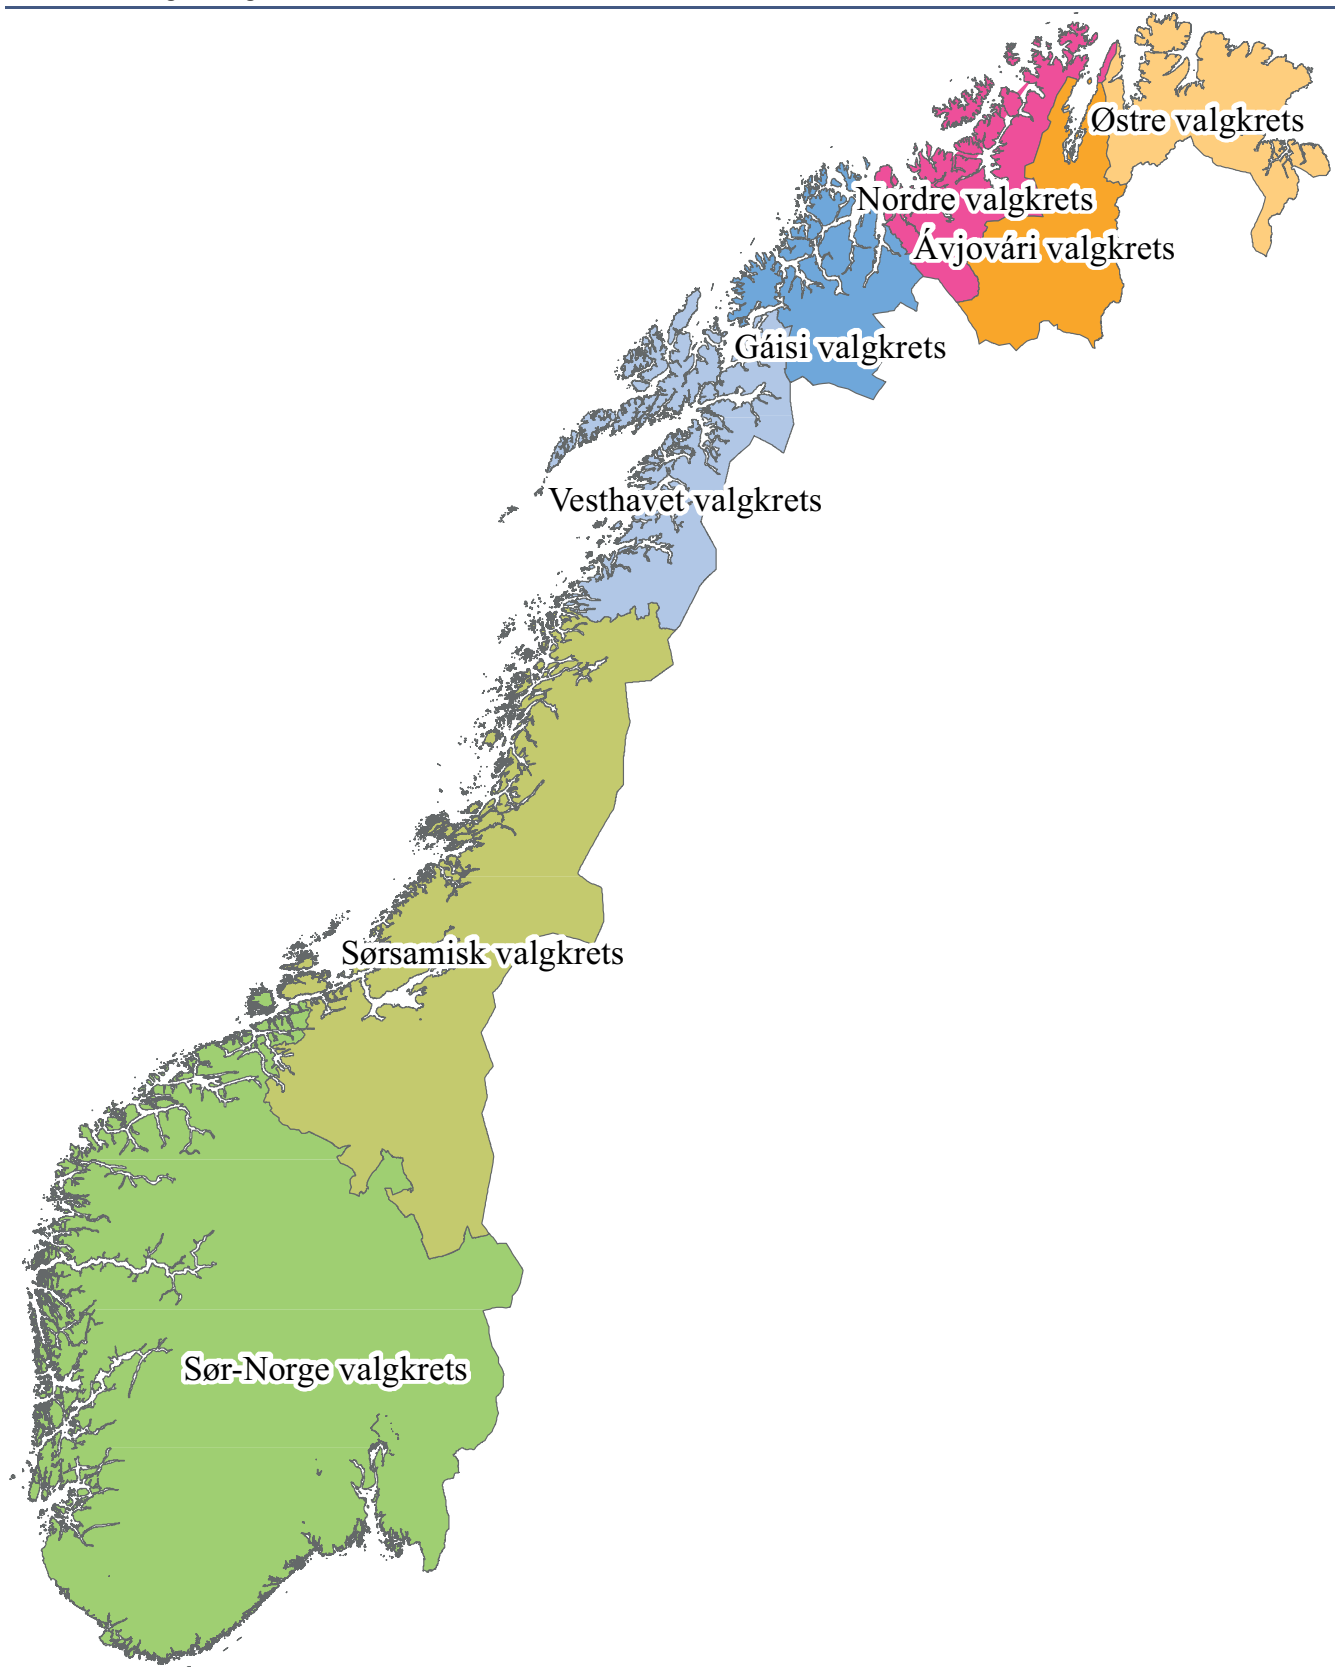 Østre valgkrets
Nordre valgkrets
Ávjovári valgkrets
Gáisi valgkrets
Vesthavet valgkrets
Sørsamisk valgkrets
Sør-Norge valgkrets